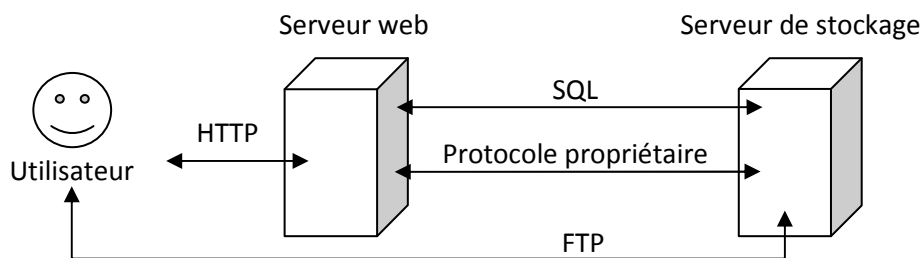 Serveur web
Serveur de stockage
SQL
HTTP
Protocole propriétaire
Utilisateur
FTP